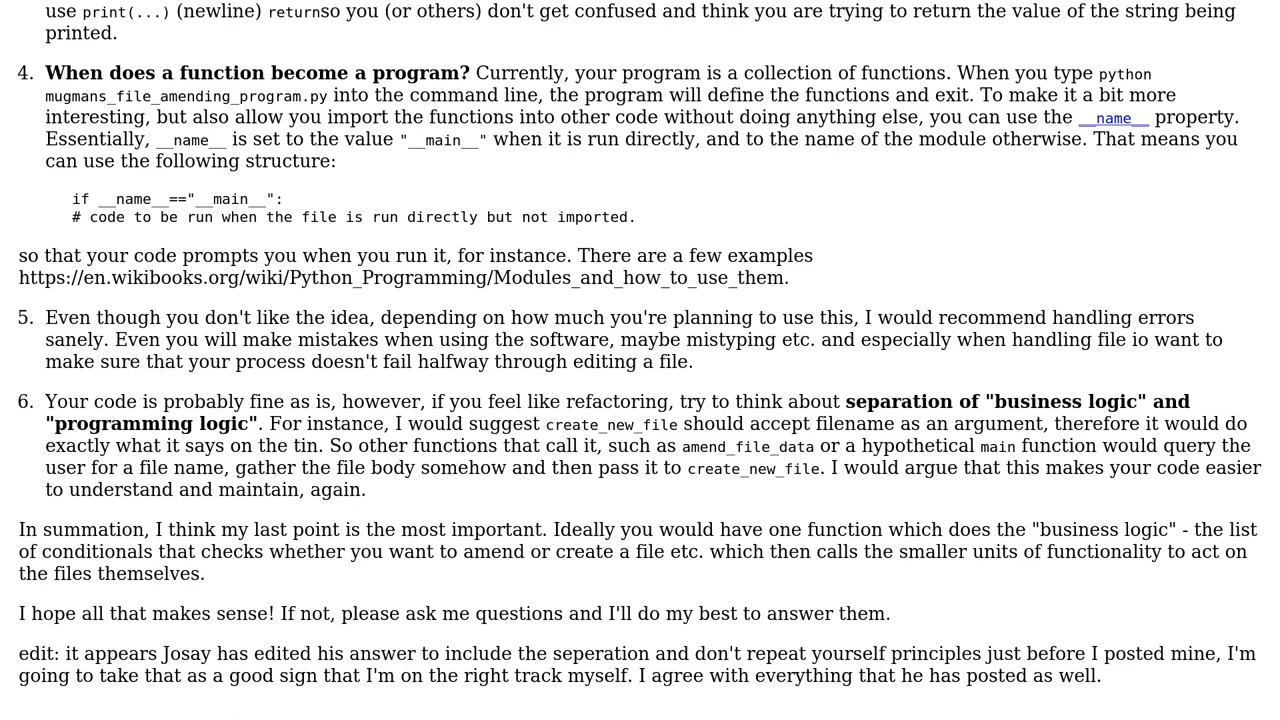 use print(...) (newline) returnso you (or others) don't get confused and think you are trying to return the value of the string being
printed.
4. When does a function become a program? Currently, your program is a collection of functions. When you type python
mugmans_file_amending_program.py into the command line, the program will define the functions and exit. To make it a bit more
interesting, but also allow you import the functions into other code without doing anything else, you can use the __name__ property.
Essentially, __name__ is set to the value "__main__" when it is run directly, and to the name of the module otherwise. That means you
can use the following structure:
if __name__=="__main__":
# code to be run when the file is run directly but not imported.
so that your code prompts you when you run it, for instance. There are a few examples
https://en.wikibooks.org/wiki/Python_Programming/Modules_and_how_to_use_them.
5. Even though you don't like the idea, depending on how much you're planning to use this, I would recommend handling errors
sanely. Even you will make mistakes when using the software, maybe mistyping etc. and especially when handling file io want to
make sure that your process doesn't fail halfway through editing a file.
6. Your code is probably fine as is, however, if you feel like refactoring, try to think about separation of "business logic" and
"programming logic". For instance, I would suggest create_new_file should accept filename as an argument, therefore it would do
exactly what it says on the tin. So other functions that call it, such as amend_file_data or a hypothetical main function would query the
user for a file name, gather the file body somehow and then pass it to create_new_file. I would argue that this makes your code easier
to understand and maintain, again.
In summation, I think my last point is the most important. Ideally you would have one function which does the "business logic" - the list
of conditionals that checks whether you want to amend or create a file etc. which then calls the smaller units of functionality to act on
the files themselves.
I hope all that makes sense! If not, please ask me questions and I'll do my best to answer them.
edit: it appears Josay has edited his answer to include the seperation and don't repeat yourself principles just before I posted mine, I'm
going to take that as a good sign that I'm on the right track myself. I agree with everything that he has posted as well.